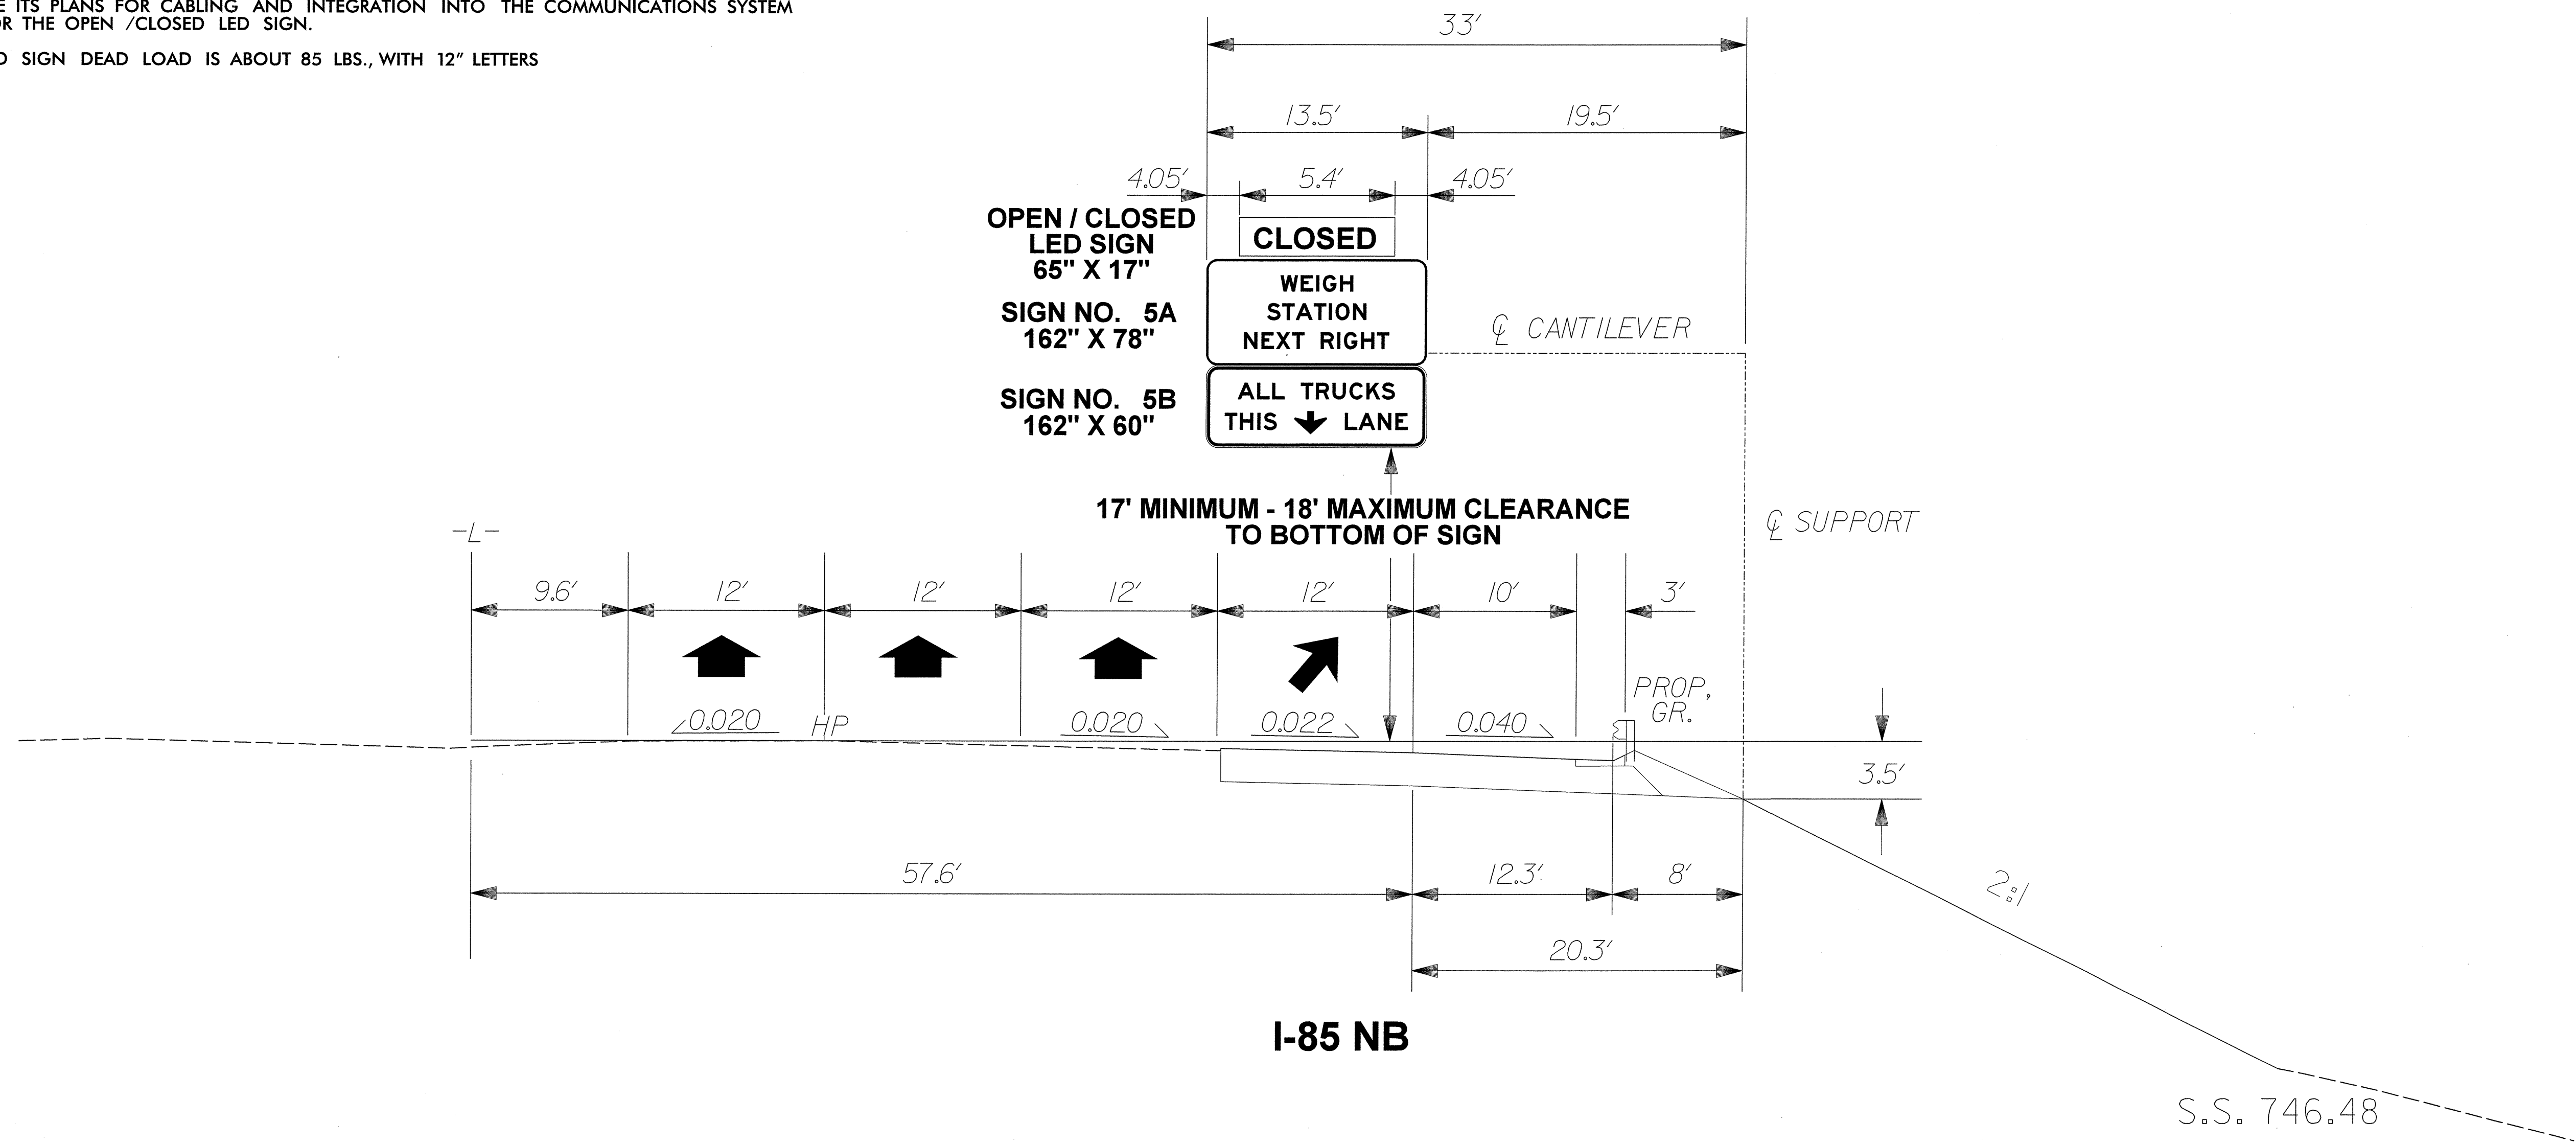 ITS PLANS FOR CABLING AND INTEGRATION INTO THE COMMUNICATIONS SYSTEM
THE OPEN /CLOSED LED SIGN.
SIGN DEAD LOAD IS ABOUT 85 LBS., WITH 12" LETTERS
33'
13.5'
19.5'
4.05'
5.4'
4.05'
OPEN / CLOSED
LED SIGN
65" X 17"
CLOSED
SIGN NO. 5A
162" X 78"
WEIGH
STATION
NEXT RIGHT
℄ CANTILEVER
SIGN NO. 5B
162" X 60"
ALL TRUCKS
THIS LANE
17' MINIMUM - 18' MAXIMUM CLEARANCE
TO BOTTOM OF SIGN
℄ SUPPORT
-L-
9.6'
12'
12'
12'
12'
10'
3'
PROP.
GR.
0.020
HP
0.020
0.022
0.040
3.5'
57.6'
12.3'
8'
2:1
20.3'
I-85 NB
S.S. 746.48